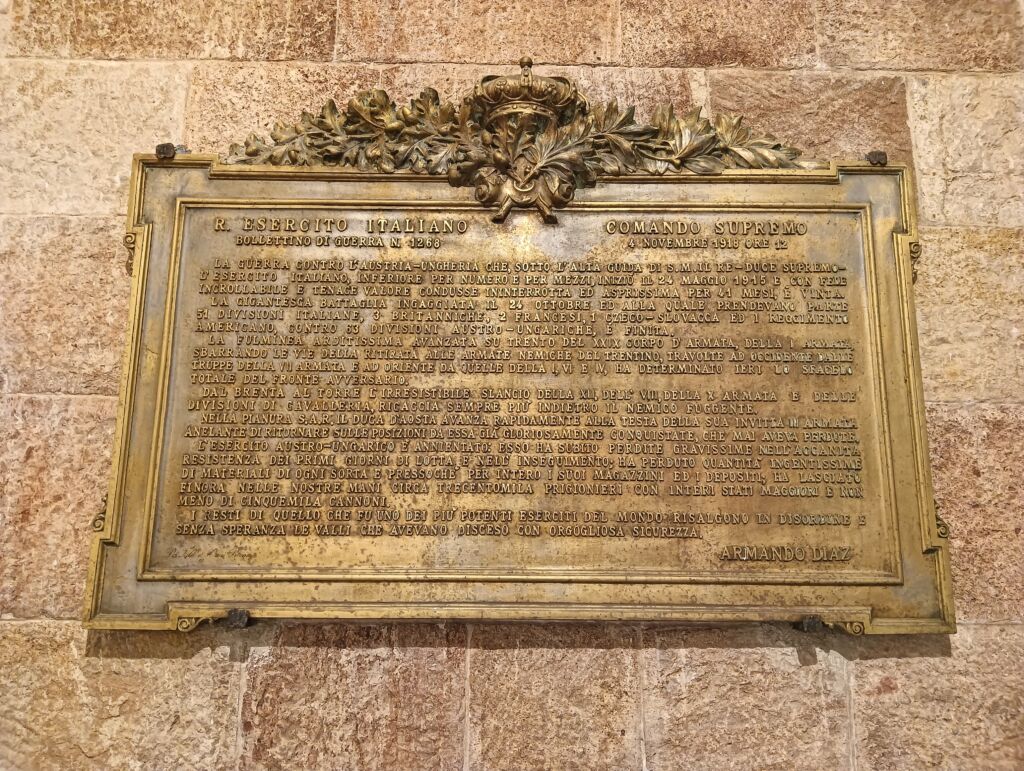 R. ESERCITO ITALIANO COMANDO SUPREMO
BOLLETTINO DI GUERRA N. 1268 4 NOVEMBRE 1918 ORE 12
LA GUERRA CONTRO L'AUSTRIA-UNGHERIA CHE, SOTTO L'ALTA GUIDA DI S.M. IL RE-DUCE SUPREMO-
L'ESERCITO ITALIANO, INFERIORE PER NUMERO E PER MEZZI, INIZIÒ IL 24 MAGGIO 1915 E CON FEDE
INCROLLABILE E TENACE VALORE CONDUSSE ININTERROTTA ED ASPRISSIMA PER 41 MESI, È VINTA.
LA GIGANTESCA BATTAGLIA INGAGGIATA IL 24 OTTOBRE ED ALLA QUALE PRENDEVANO PARTE
51 DIVISIONI ITALIANE, 3 BRITANNICHE, 2 FRANCESI, 1 CZECO-SLOVACCA ED 1 REGGIMENTO
AMERICANO, CONTRO 63 DIVISIONI AUSTRO-UNGARICHE, È FINITA.
LA FULMINEA ARDITISSIMA AVANZATA SU TRENTO DEL XXIX CORPO D'ARMATA, DELLA I ARMATA,
SBARRANDO LE VIE DELLA RITIRATA ALLE ARMATE NEMICHE DEL TRENTINO, TRAVOLTE AD OCCIDENTE DALLE
TRUPPE DELLA VII ARMATA E AD ORIENTE DA QUELLE DELLA I, VI E IV, HA DETERMINATO IERI LO SFACELO
TOTALE DEL FRONTE AVVERSARIO.
DAL BRENTA AL TORRE L'IRRESISTIBILE SLANCIO DELLA XII, DELL'VIII, DELLA X ARMATA E DELLE
DIVISIONI DI CAVALLERIA, RICACCIA SEMPRE PIÙ INDIETRO IL NEMICO FUGGENTE.
NELLA PIANURA S.A.R. IL DUCA D'AOSTA AVANZA RAPIDAMENTE ALLA TESTA DELLA SUA INVITTA III ARMATA
ANELANTE DI RITORNARE SULLE POSIZIONI DA ESSA GIÀ GLORIOSAMENTE CONQUISTATE, CHE MAI AVEVA PERDUTE.
L'ESERCITO AUSTRO-UNGARICO È ANNIENTATO: ESSO HA SUBITO PERDITE GRAVISSIME NELL'ACCANITA
RESISTENZA DEI PRIMI GIORNI DI LOTTA E NELL'INSEGUIMENTO; HA PERDUTO QUANTITÀ INGENTISSIME
DI MATERIALI DI OGNI SORTA E PRESSOCHÈ PER INTERO I SUOI MAGAZZINI ED I DEPOSITI, HA LASCIATO
FINORA NELLE NOSTRE MANI CIRCA TRECENTOMILA PRIGIONIERI CON INTERI STATI MAGGIORI E NON
MENO DI CINQUEMILA CANNONI.
I RESTI DI QUELLO CHE FU UNO DEI PIÙ POTENTI ESERCITI DEL MONDO RISALGONO IN DISORDINE E
SENZA SPERANZA LE VALLI CHE AVEVANO DISCESO CON ORGOGLIOSA SICUREZZA.
ARMANDO DIAZ